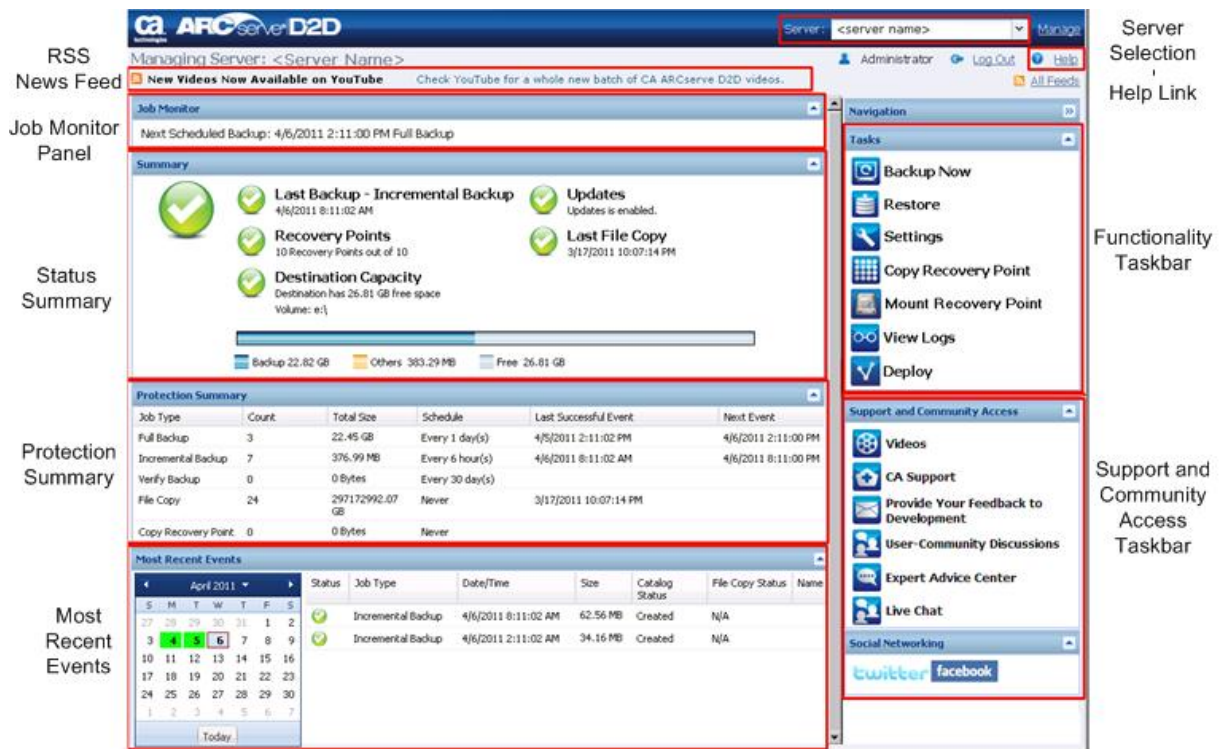 ca technologies ARCserve D2D
Server: <server name> Manage
Managing Server: <Server Name>
Administrator Log Out Help
New Videos Now Available on YouTube Check YouTube for a whole new batch of CA ARCserve D2D videos.
All Feeds
RSS
News Feed
Job Monitor
Panel
Status
Summary
Protection
Summary
Most
Recent
Events
Job Monitor
Next Scheduled Backup: 4/6/2011 2:11:00 PM Full Backup
Summary
Last Backup - Incremental Backup
4/6/2011 8:11:02 AM
Updates
Updates is enabled.
Recovery Points
10 Recovery Points out of 10
Last File Copy
3/17/2011 10:07:14 PM
Destination Capacity
Destination has 26.81 GB free space
Volume: e:\
Backup 22.82 GB Others 383.29 MB Free 26.81 GB
Protection Summary
Job Type Count Total Size Schedule Last Successful Event Next Event
Full Backup 3 22.45 GB Every 1 day(s) 4/5/2011 2:11:02 PM 4/6/2011 2:11:00 PM
Incremental Backup 7 376.99 MB Every 6 hour(s) 4/6/2011 8:11:02 AM 4/6/2011 8:11:00 PM
Verify Backup 0 0 Bytes Every 30 day(s)
File Copy 24 297172992.07 GB Never 3/17/2011 10:07:14 PM
Copy Recovery Point 0 0 Bytes Never
Most Recent Events
April 2011
S M T W T F S
27 28 29 30 31 1 2
3 4 5 6 7 8 9
10 11 12 13 14 15 16
17 18 19 20 21 22 23
24 25 26 27 28 29 30
1 2 3 4 5 6 7
Today
Status Job Type Date/Time Size Catalog Status File Copy Status Name
Incremental Backup 4/6/2011 8:11:02 AM 62.56 MB Created N/A
Incremental Backup 4/6/2011 2:11:02 AM 34.16 MB Created N/A
Navigation
Tasks
Backup Now
Restore
Settings
Copy Recovery Point
Mount Recovery Point
View Logs
Deploy
Support and Community Access
Videos
CA Support
Provide Your Feedback to
Development
User-Community Discussions
Expert Advice Center
Live Chat
Social Networking
twitter facebook
Server
Selection
-
Help Link
Functionality
Taskbar
Support and
Community
Access
Taskbar